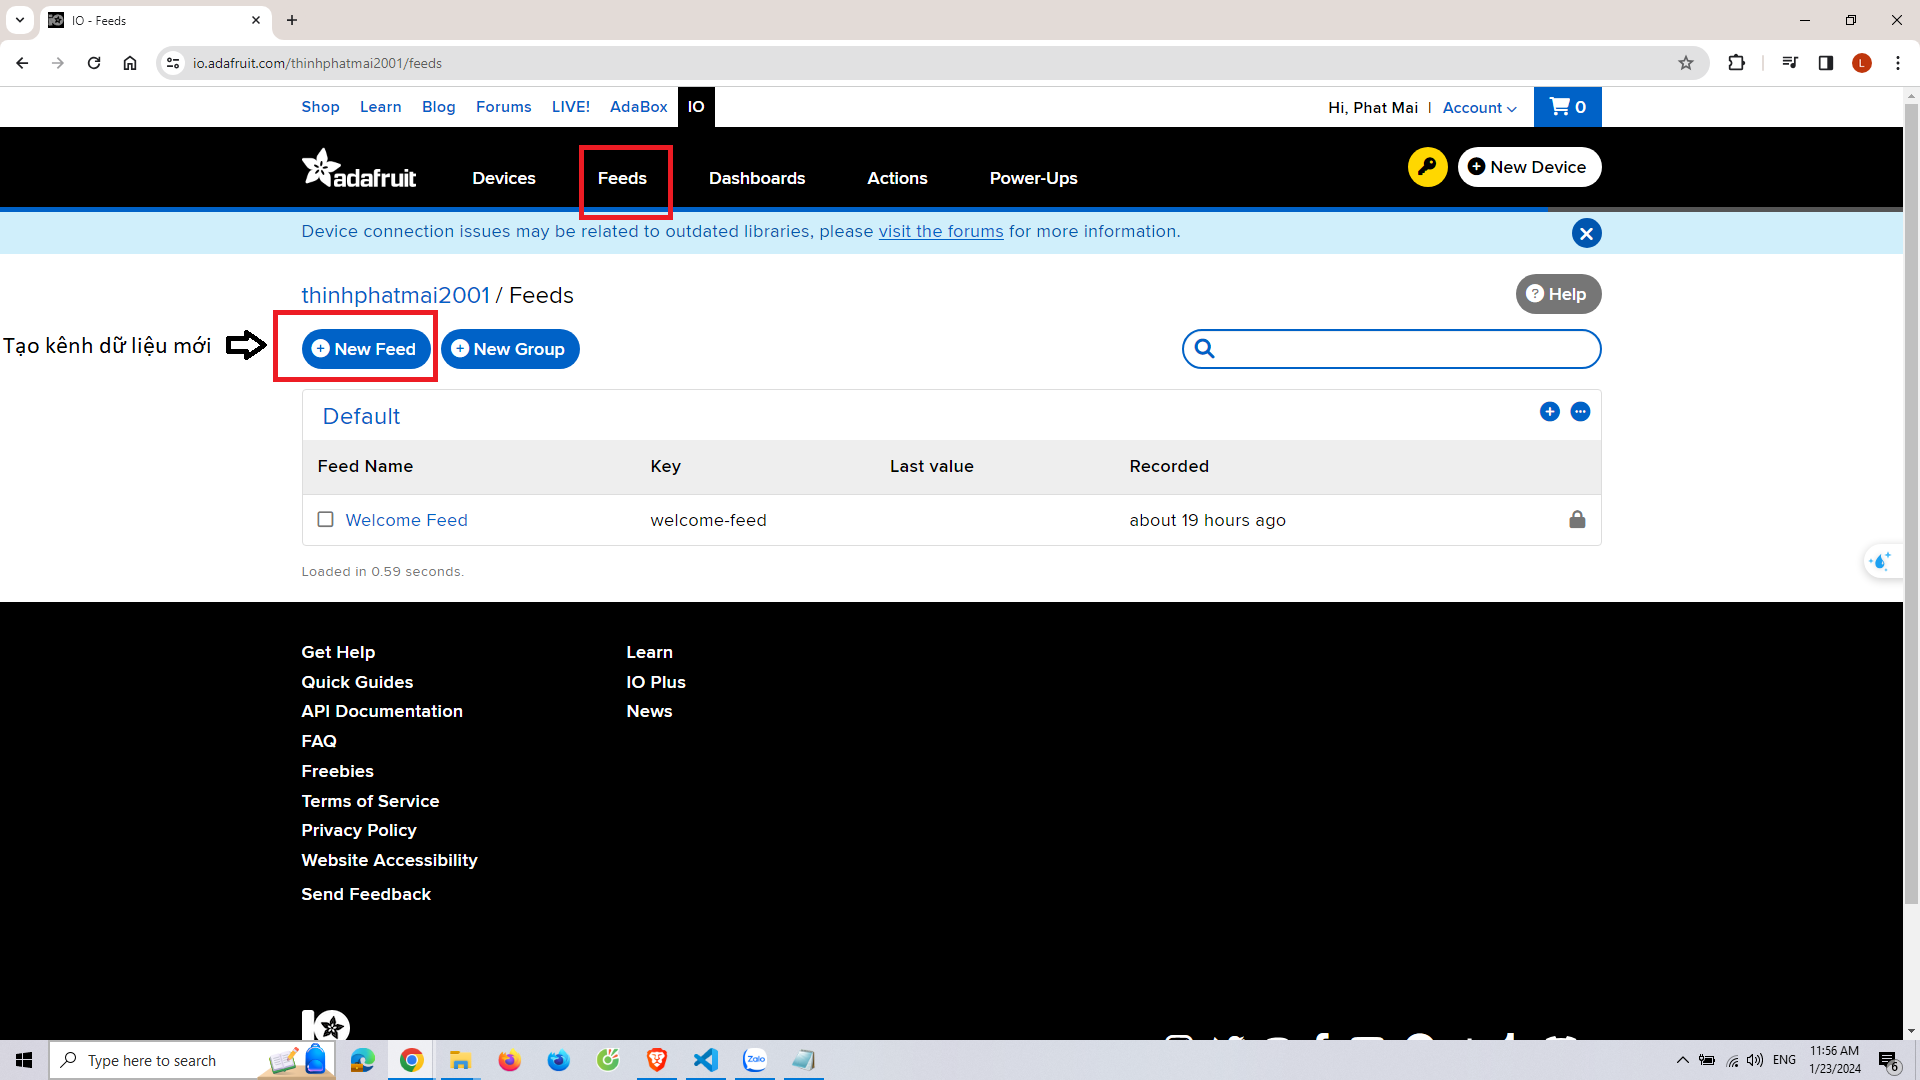 IO - Feeds
io.adafruit.com/thinhphatmai2001/feeds
L
Shop Learn Blog Forums LIVE! AdaBox IO
Hi, Phat Mai | Account 0
adafruit Devices Feeds Dashboards Actions Power-Ups New Device
Device connection issues may be related to outdated libraries, please visit the forums for more information.
thinhphatmai2001 / Feeds
Help
Tạo kênh dữ liệu mới
New Feed New Group
Default
Feed Name Key Last value Recorded
Welcome Feed welcome-feed about 19 hours ago
Loaded in 0.59 seconds.
Get Help
Quick Guides
API Documentation
FAQ
Freebies
Terms of Service
Privacy Policy
Website Accessibility
Send Feedback
Learn
IO Plus
News
IO
Type here to search
Zalo
ENG
11:56 AM
1/23/2024
6